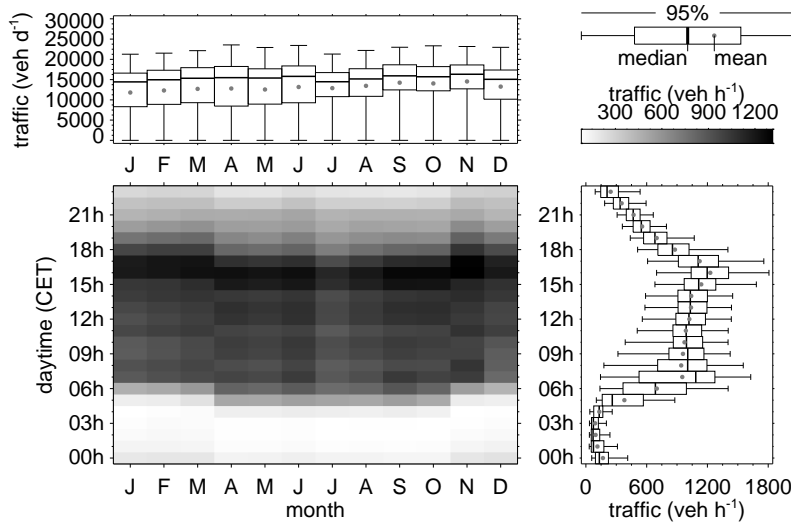 30000
25000
20000
15000
10000
5000
0
traffic (veh d⁻¹)
J F M A M J J A S O N D
95%
median mean
traffic (veh h⁻¹)
300 600 900 1200
21h
18h
15h
12h
09h
06h
03h
00h
daytime (CET)
J F M A M J J A S O N D
month
21h
18h
15h
12h
09h
06h
03h
00h
0 600 1200 1800
traffic (veh h⁻¹)